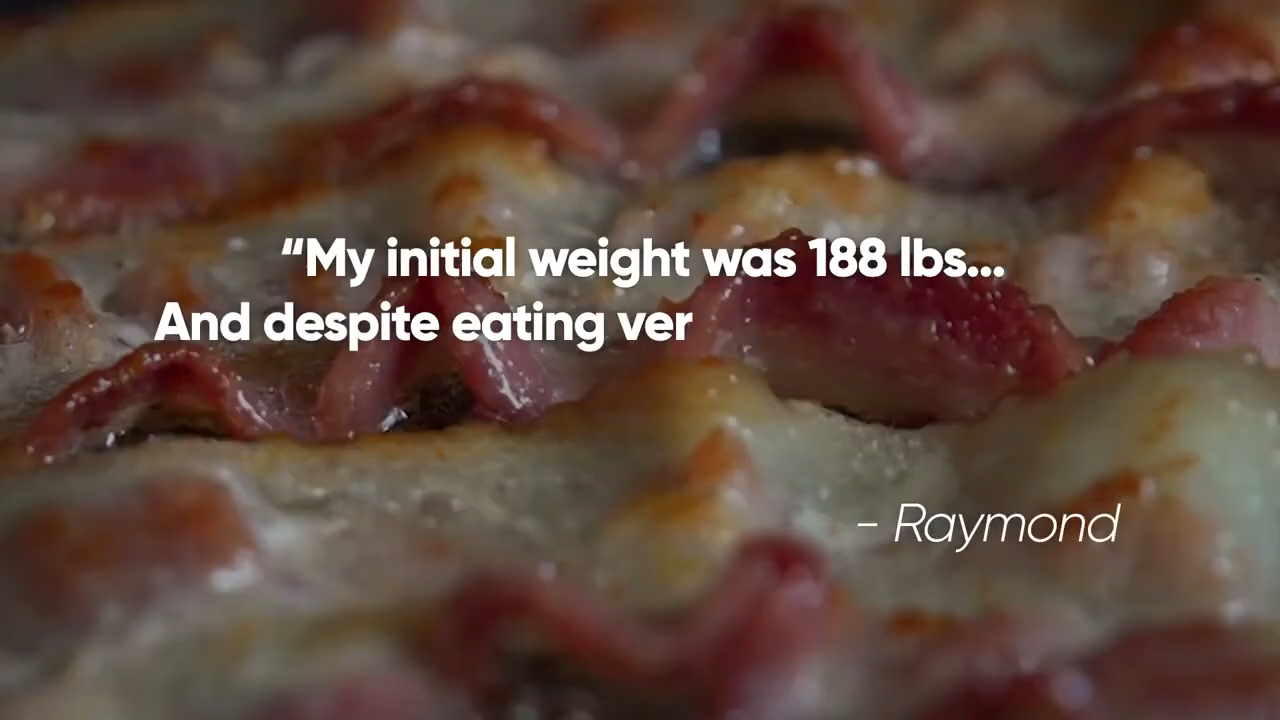 “My initial weight was 188 lbs...
And despite eating ver
– Raymond